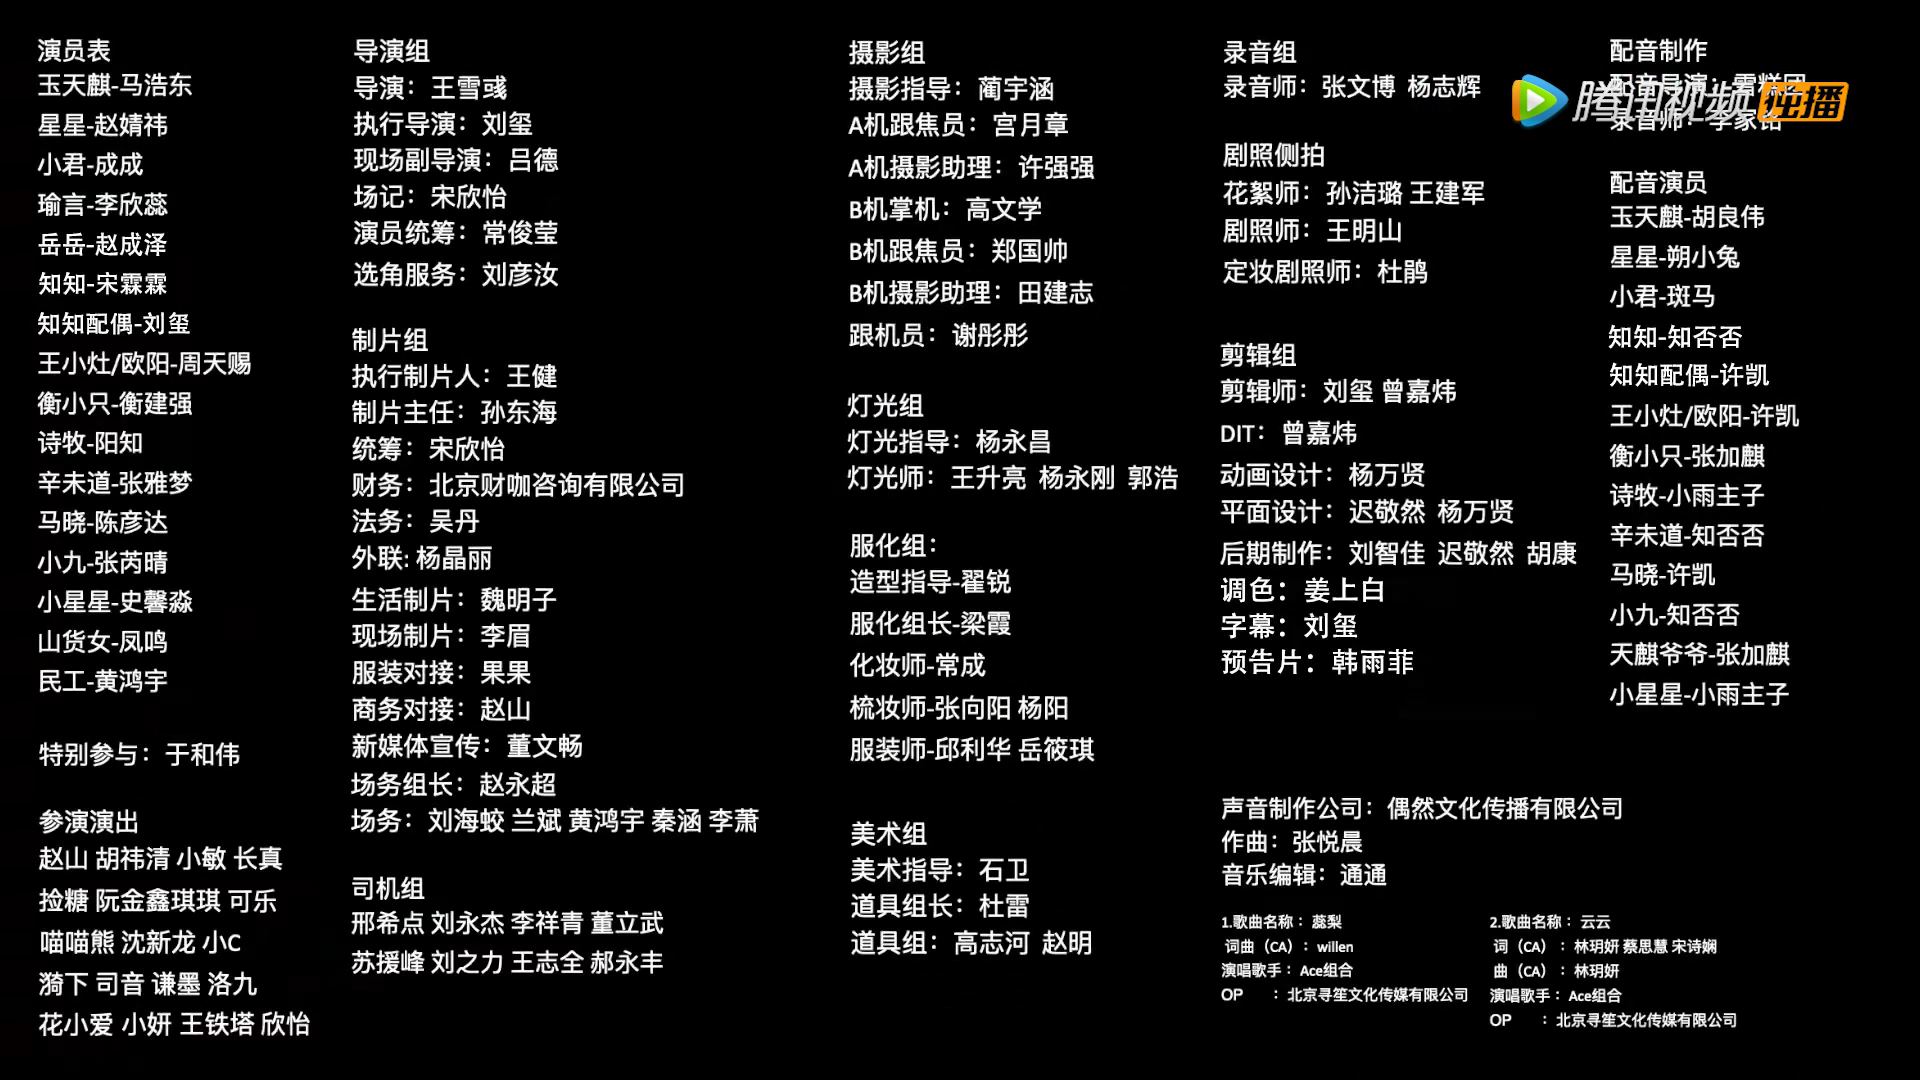 演员表
玉天麒-马浩东
星星-赵婧祎
小君-成成
瑜言-李欣蕊
岳岳-赵成泽
知知-宋霖霖
知知配偶-刘玺
王小灶/欧阳-周天赐
衡小只-衡建强
诗牧-阳知
辛未道-张雅梦
马晓-陈彦达
小九-张芮晴
小星星-史馨淼
山货女-凤鸣
民工-黄鸿宇
特别参与：于和伟
参演演出
赵山 胡祎清 小敏 长真
捡糖 阮金鑫琪琪 可乐
喵喵熊 沈新龙 小C
漪下 司音 谦墨 洛九
花小爱 小妍 王铁塔 欣怡
导演组
导演：王雪彧
执行导演：刘玺
现场副导演：吕德
场记：宋欣怡
演员统筹：常俊莹
选角服务：刘彦汝
制片组
执行制片人：王健
制片主任：孙东海
统筹：宋欣怡
财务：北京财咖咨询有限公司
法务：吴丹
外联: 杨晶丽
生活制片：魏明子
现场制片：李眉
服装对接：果果
商务对接：赵山
新媒体宣传：董文畅
场务组长：赵永超
场务：刘海蛟 兰斌 黄鸿宇 秦涵 李萧
司机组
邢希点 刘永杰 李祥青 董立武
苏援峰 刘之力 王志全 郝永丰
摄影组
摄影指导：蔺宇涵
A机跟焦员：宫月章
A机摄影助理：许强强
B机掌机：高文学
B机跟焦员：郑国帅
B机摄影助理：田建志
跟机员：谢彤彤
灯光组
灯光指导：杨永昌
灯光师：王升亮 杨永刚 郭浩
服化组：
造型指导-翟锐
服化组长-梁霞
化妆师-常成
梳妆师-张向阳 杨阳
服装师-邱利华 岳筱琪
美术组
美术指导：石卫
道具组长：杜雷
道具组：高志河 赵明
录音组
录音师：张文博 杨志辉
剧照侧拍
花絮师：孙洁璐 王建军
剧照师：王明山
定妆剧照师：杜鹃
剪辑组
剪辑师：刘玺 曾嘉炜
DIT：曾嘉炜
动画设计：杨万贤
平面设计：迟敬然 杨万贤
后期制作：刘智佳 迟敬然 胡康
调色：姜上白
字幕：刘玺
预告片：韩雨菲
配音制作
配音导演：雪糕团
录音师：李家铭
腾讯视频 独播
配音演员
玉天麒-胡良伟
星星-朔小兔
小君-斑马
知知-知否否
知知配偶-许凯
王小灶/欧阳-许凯
衡小只-张加麒
诗牧-小雨主子
辛未道-知否否
马晓-许凯
小九-知否否
天麒爷爷-张加麒
小星星-小雨主子
声音制作公司：偶然文化传播有限公司
作曲：张悦晨
音乐编辑：通通
1.歌曲名称：蕊梨
词曲（CA）：willen
演唱歌手：Ace组合
OP ：北京寻笙文化传媒有限公司
2.歌曲名称：云云
词（CA）：林玥妍 蔡思慧 宋诗娴
曲（CA）：林玥妍
演唱歌手：Ace组合
OP ：北京寻笙文化传媒有限公司